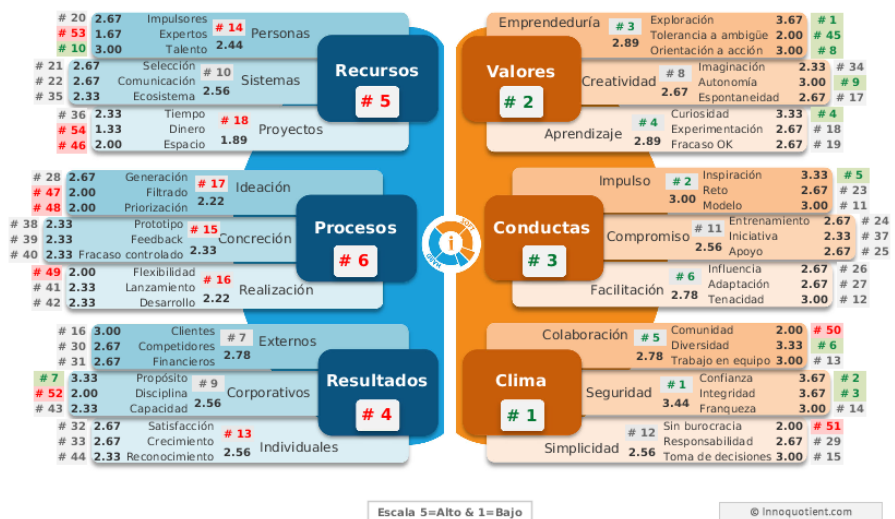 # 20 2.67 Impulsores
# 53 1.67 Expertos # 14 Personas
# 10 3.00 Talento 2.44
# 21 2.67 Selección
# 22 2.67 Comunicación # 10 Sistemas
# 35 2.33 Ecosistema 2.56
# 36 2.33 Tiempo
# 54 1.33 Dinero # 18 Proyectos
# 46 2.00 Espacio 1.89
Recursos
# 5
# 28 2.67 Generación
# 47 2.00 Filtrado # 17 Ideación
# 48 2.00 Priorización 2.22
# 38 2.33 Prototipo
# 39 2.33 Feedback # 15 Concreción
# 40 2.33 Fracaso controlado 2.33
# 49 2.00 Flexibilidad
# 41 2.33 Lanzamiento # 16 Realización
# 42 2.33 Desarrollo 2.22
Procesos
# 6
# 16 3.00 Clientes
# 30 2.67 Competidores # 7 Externos
# 31 2.67 Financieros 2.78
# 7 3.33 Propósito
# 52 2.00 Disciplina # 9 Corporativos
# 43 2.33 Capacidad 2.56
# 32 2.67 Satisfacción
# 33 2.67 Crecimiento # 13 Individuales
# 44 2.33 Reconocimiento 2.56
Resultados
# 4
SOFT
i
HARD
Valores
# 2
Emprendeduría # 3 Exploración 3.67 # 1
2.89 Tolerancia a ambigüe 2.00 # 45
Orientación a acción 3.00 # 8
Imaginación 2.33 # 34
Creatividad # 8 Autonomía 3.00 # 9
2.67 Espontaneidad 2.67 # 17
Curiosidad 3.33 # 4
Aprendizaje # 4 Experimentación 2.67 # 18
2.89 Fracaso OK 2.67 # 19
Conductas
# 3
Impulso # 2 Inspiración 3.33 # 5
3.00 Reto 2.67 # 23
Modelo 3.00 # 11
Entrenamiento 2.67 # 24
Compromiso # 11 Iniciativa 2.33 # 37
2.56 Apoyo 2.67 # 25
Influencia 2.67 # 26
Facilitación # 6 Adaptación 2.67 # 27
2.78 Tenacidad 3.00 # 12
Clima
# 1
Colaboración # 5 Comunidad 2.00 # 50
2.78 Diversidad 3.33 # 6
Trabajo en equipo 3.00 # 13
Confianza 3.67 # 2
Seguridad # 1 Integridad 3.67 # 3
3.44 Franqueza 3.00 # 14
Sin burocracia 2.00 # 51
Simplicidad # 12 Responsabilidad 2.67 # 29
2.56 Toma de decisiones 3.00 # 15
Escala 5=Alto & 1=Bajo
© Innoquotient.com